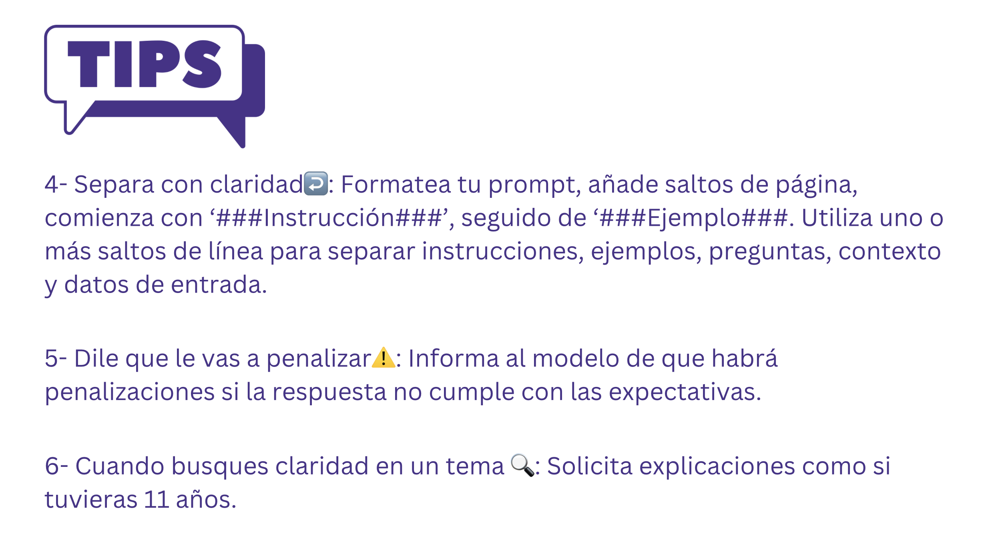 TIPS
4- Separa con claridad↩️: Formatea tu prompt, añade saltos de página,
comienza con ‘###Instrucción###’, seguido de ‘###Ejemplo###. Utiliza uno o
más saltos de línea para separar instrucciones, ejemplos, preguntas, contexto
y datos de entrada.
5- Dile que le vas a penalizar⚠️: Informa al modelo de que habrá
penalizaciones si la respuesta no cumple con las expectativas.
6- Cuando busques claridad en un tema 🔍: Solicita explicaciones como si
tuvieras 11 años.